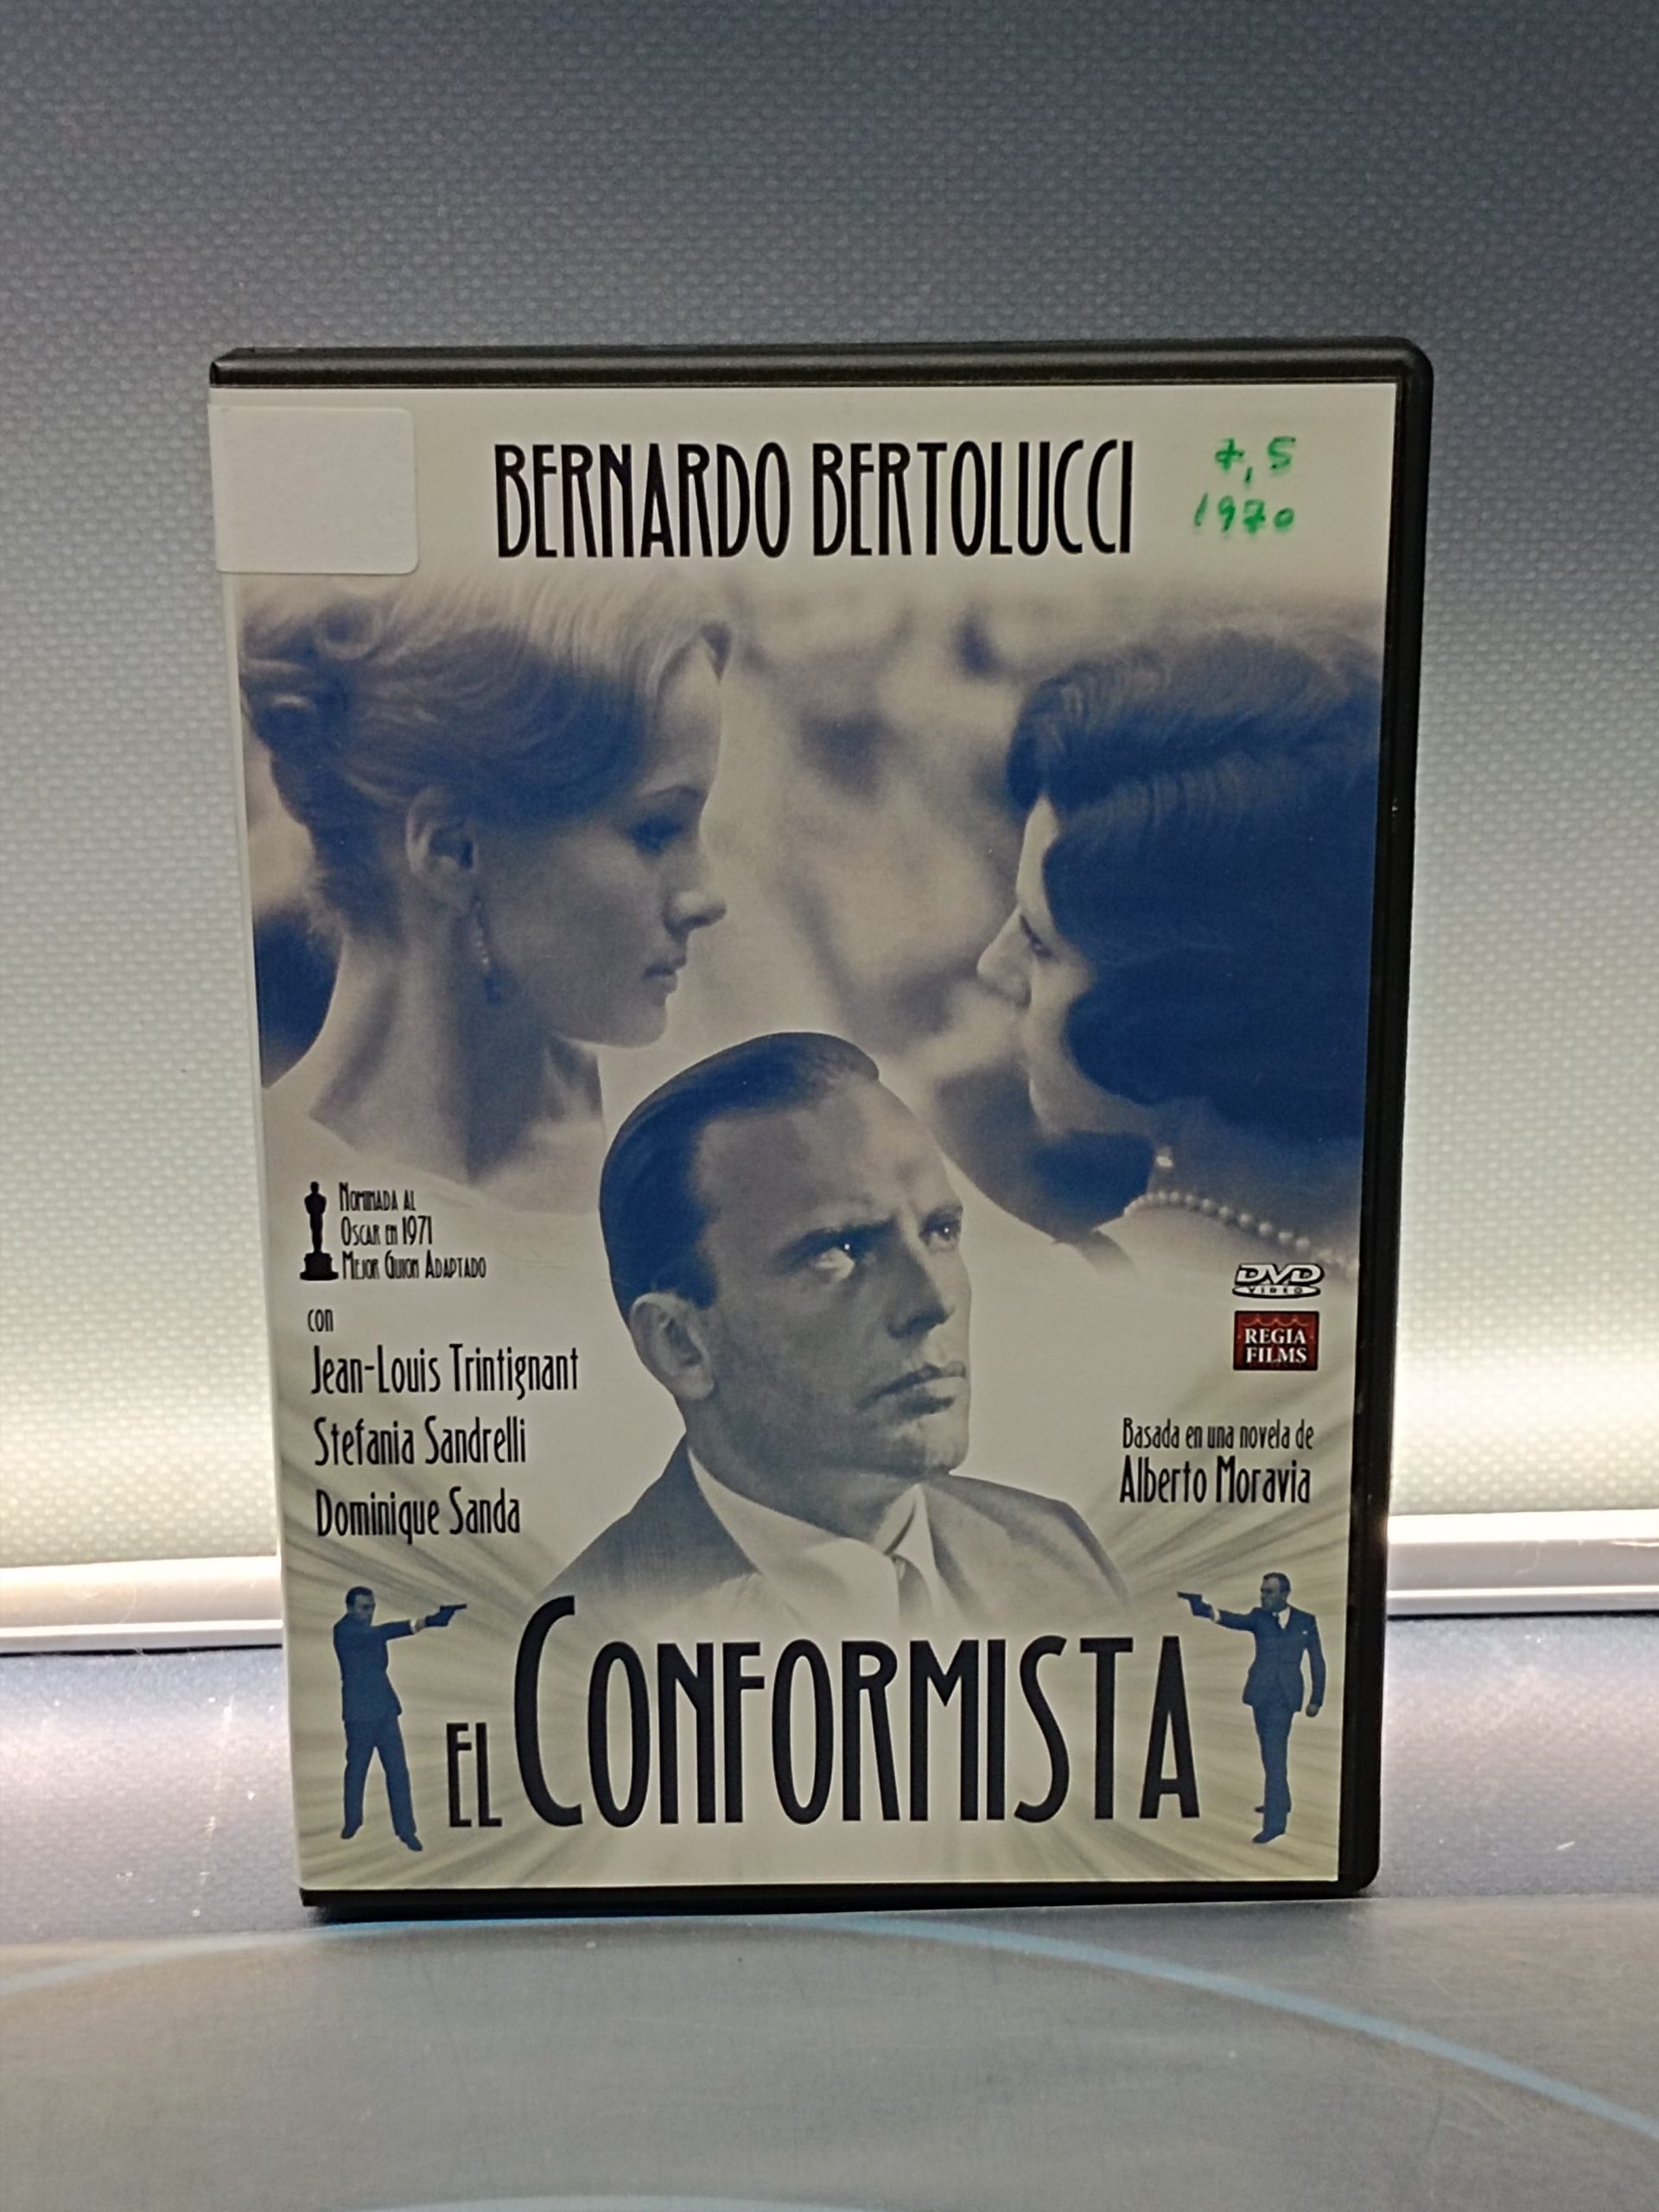 BERNARDO BERTOLUCCI
7,5
1970
NOMINADA AL
OSCAR EN 1971
MEJOR GUION ADAPTADO
con
Jean-Louis Trintignant
Stefania Sandrelli
Dominique Sanda
DVD
VIDEO
REGIA
FILMS
Basada en una novela de
Alberto Moravia
EL CONFORMISTA